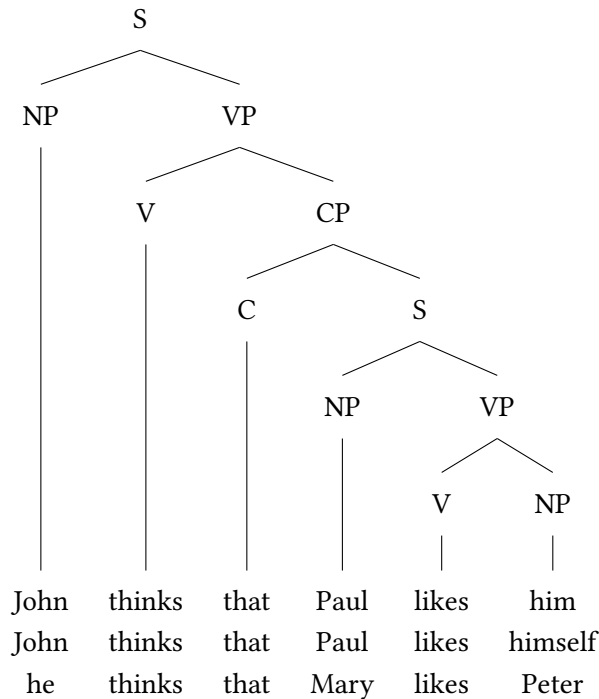 S
NP VP
V CP
C S
NP VP
V NP
John thinks that Paul likes him
John thinks that Paul likes himself
he thinks that Mary likes Peter